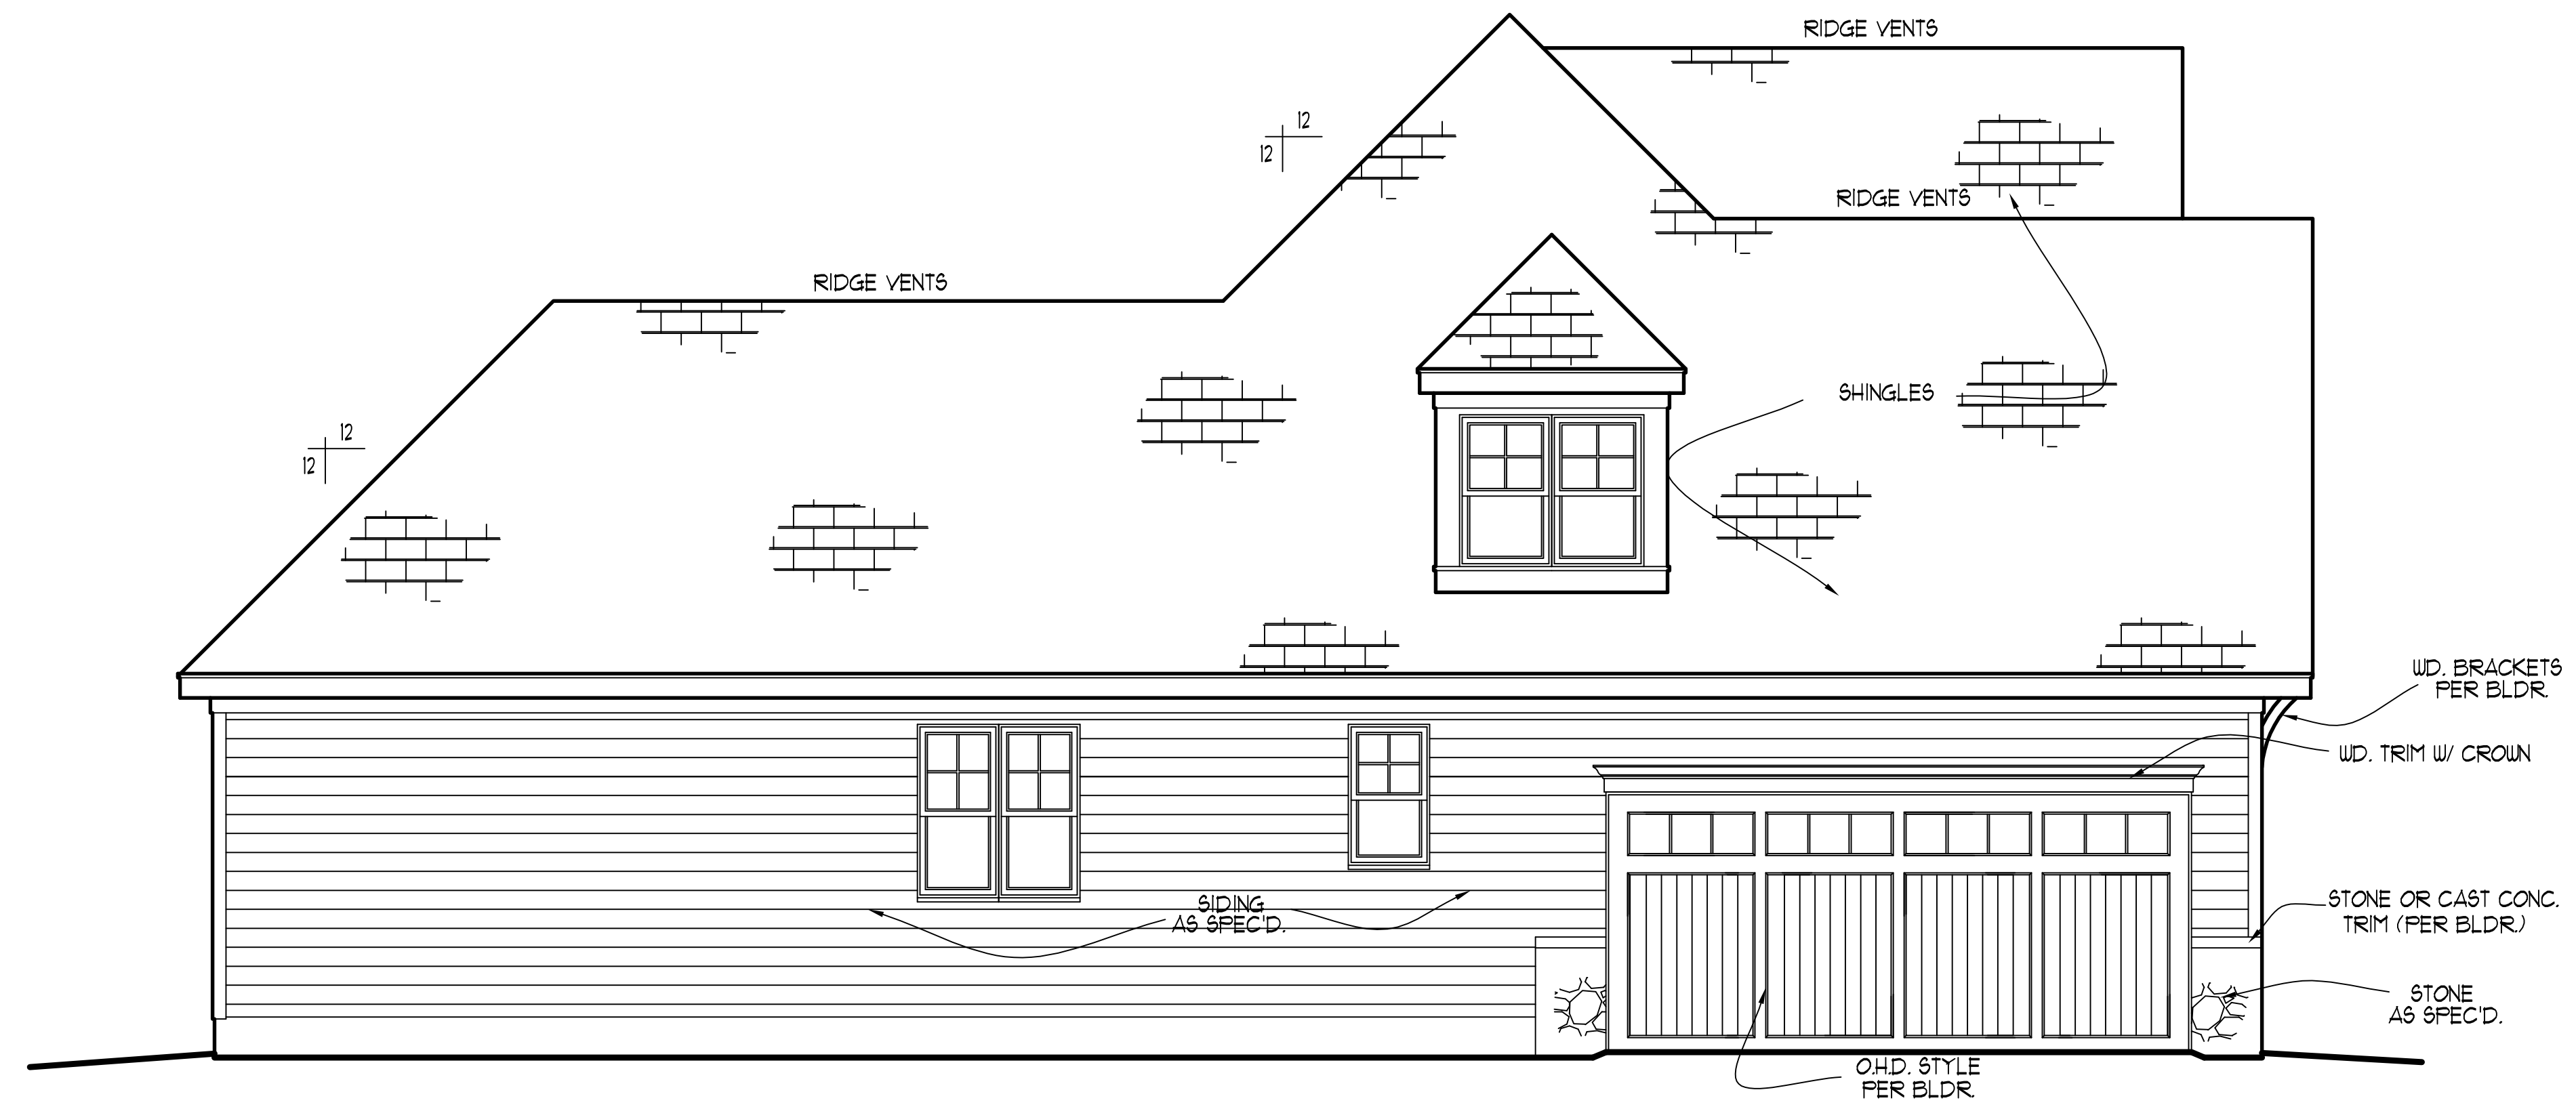 RIDGE VENTS
12
12
RIDGE VENTS
RIDGE VENTS
SHINGLES
12
12
WD. BRACKETS
PER BLDR.
WD. TRIM W/ CROWN
SIDING
AS SPEC'D.
STONE OR CAST CONC.
TRIM (PER BLDR.)
STONE
AS SPEC'D.
O.H.D. STYLE
PER BLDR.